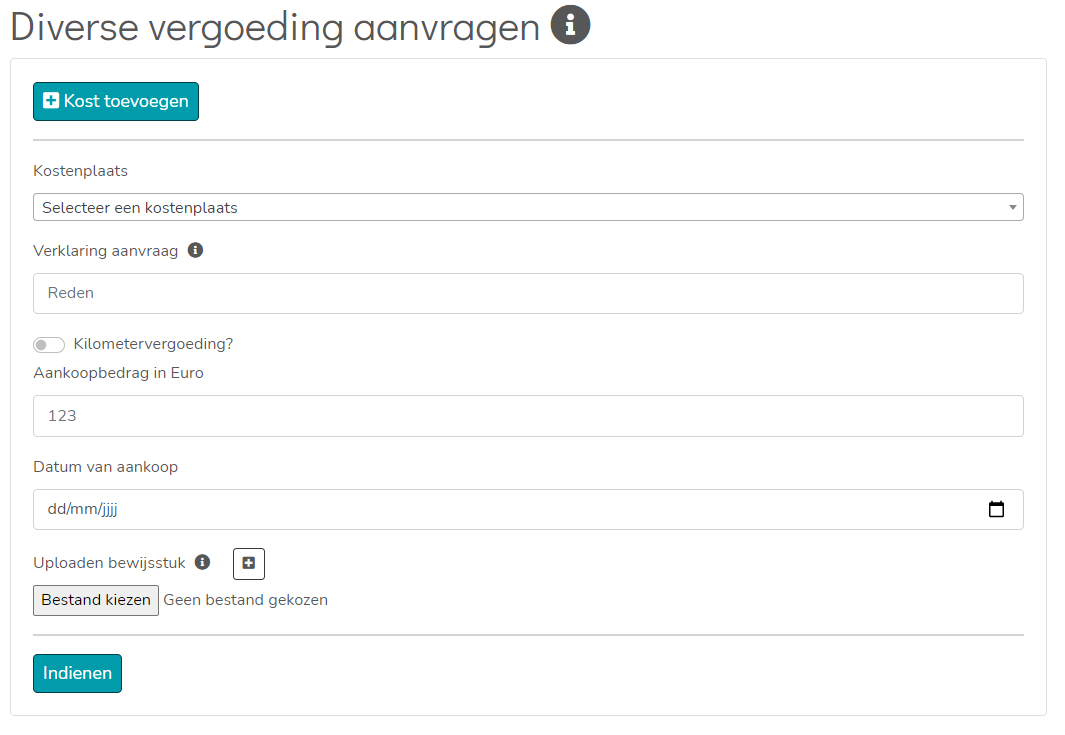 Diverse vergoeding aanvragen
Kost toevoegen
Kostenplaats
Selecteer een kostenplaats
Verklaring aanvraag
Reden
Kilometervergoeding?
Aankoopbedrag in Euro
123
Datum van aankoop
dd/mm/jjjj
Uploaden bewijsstuk
Bestand kiezen Geen bestand gekozen
Indienen